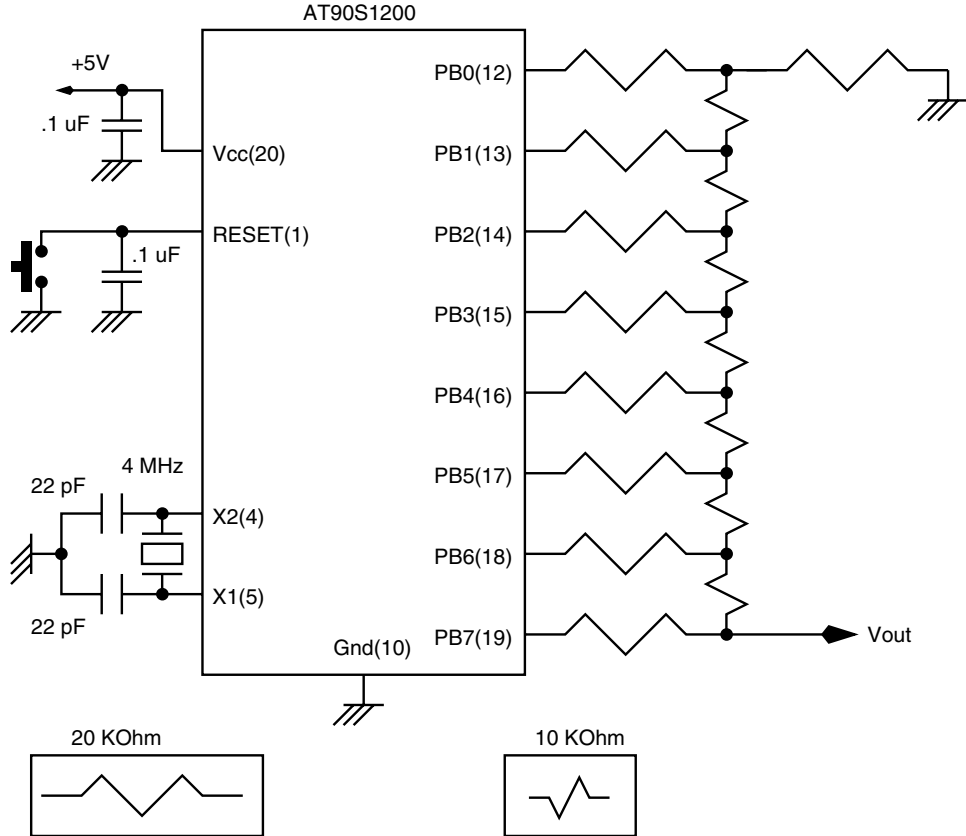 AT90S1200
+5V
.1 uF
Vcc(20)
RESET(1)
.1 uF
4 MHz
22 pF
X2(4)
X1(5)
22 pF
Gnd(10)
PB0(12)
PB1(13)
PB2(14)
PB3(15)
PB4(16)
PB5(17)
PB6(18)
PB7(19)
Vout
20 KOhm
10 KOhm